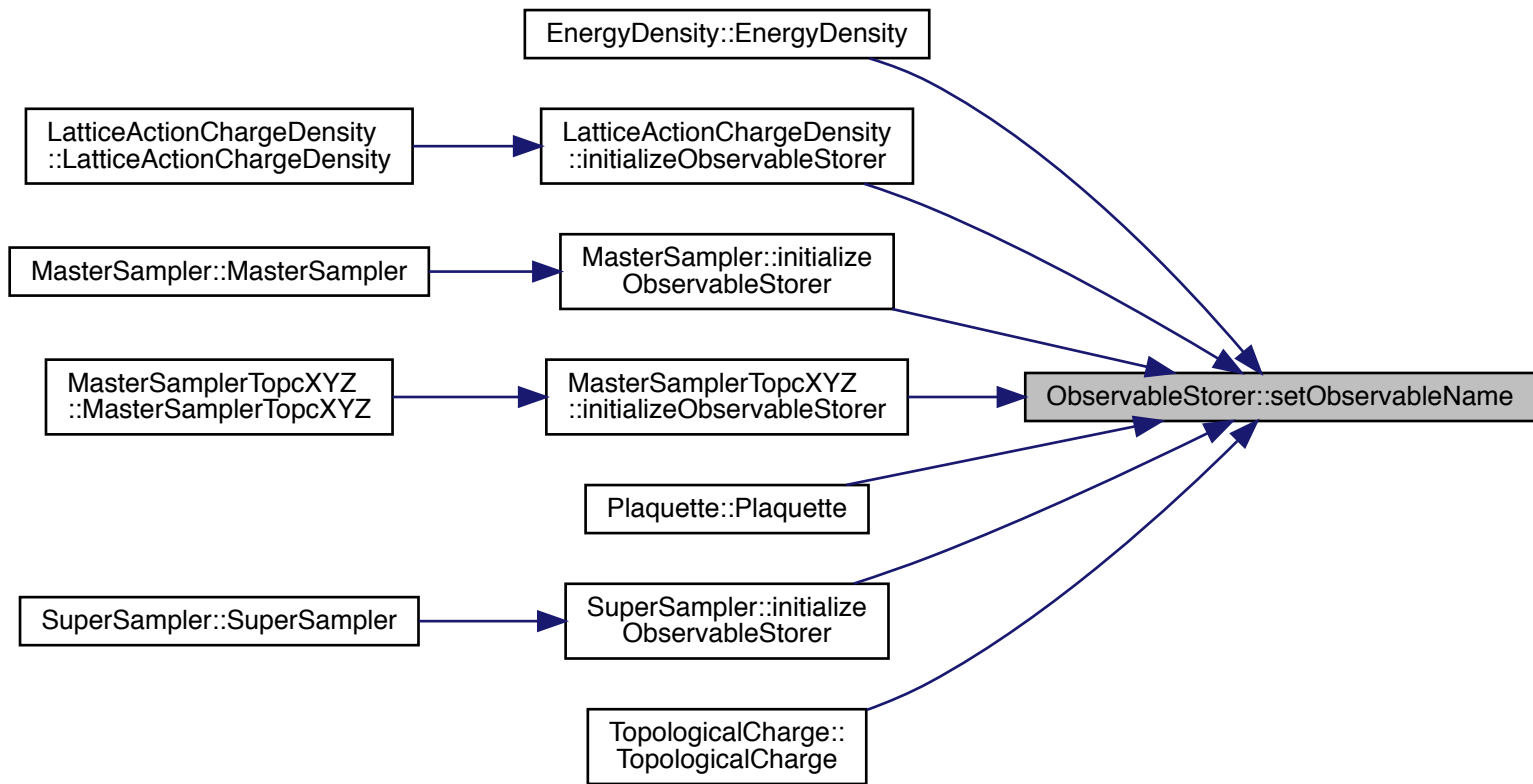 EnergyDensity::EnergyDensity
LatticeActionChargeDensity
::LatticeActionChargeDensity
LatticeActionChargeDensity
::initializeObservableStorer
MasterSampler::MasterSampler
MasterSampler::initialize
ObservableStorer
MasterSamplerTopcXYZ
::MasterSamplerTopcXYZ
MasterSamplerTopcXYZ
::initializeObservableStorer
ObservableStorer::setObservableName
Plaquette::Plaquette
SuperSampler::SuperSampler
SuperSampler::initialize
ObservableStorer
TopologicalCharge::
TopologicalCharge